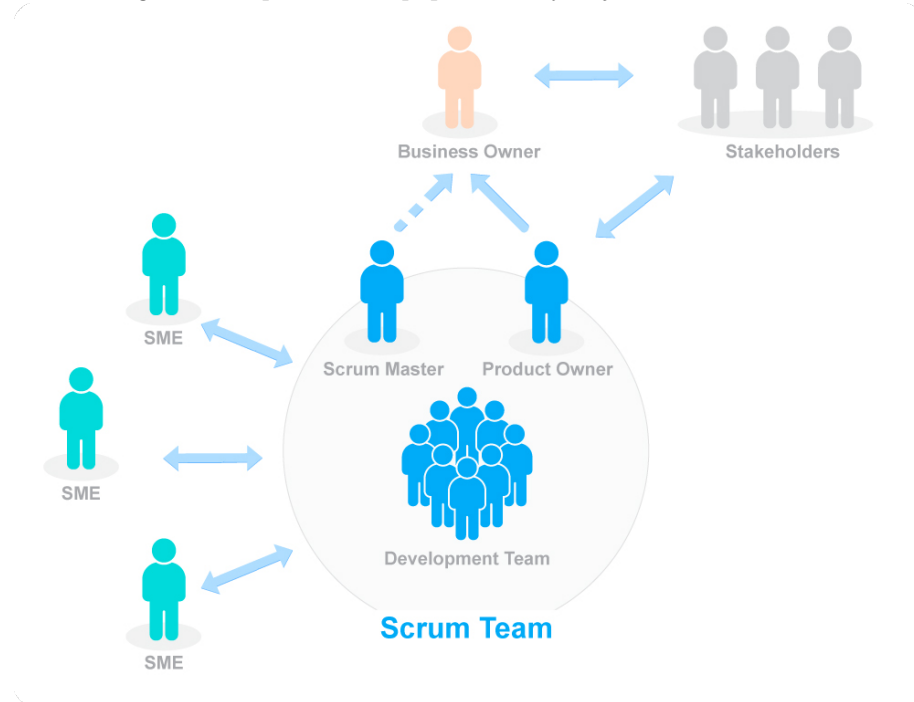 Business Owner
Stakeholders
SME
Scrum Master
Product Owner
SME
Development Team
Scrum Team
SME